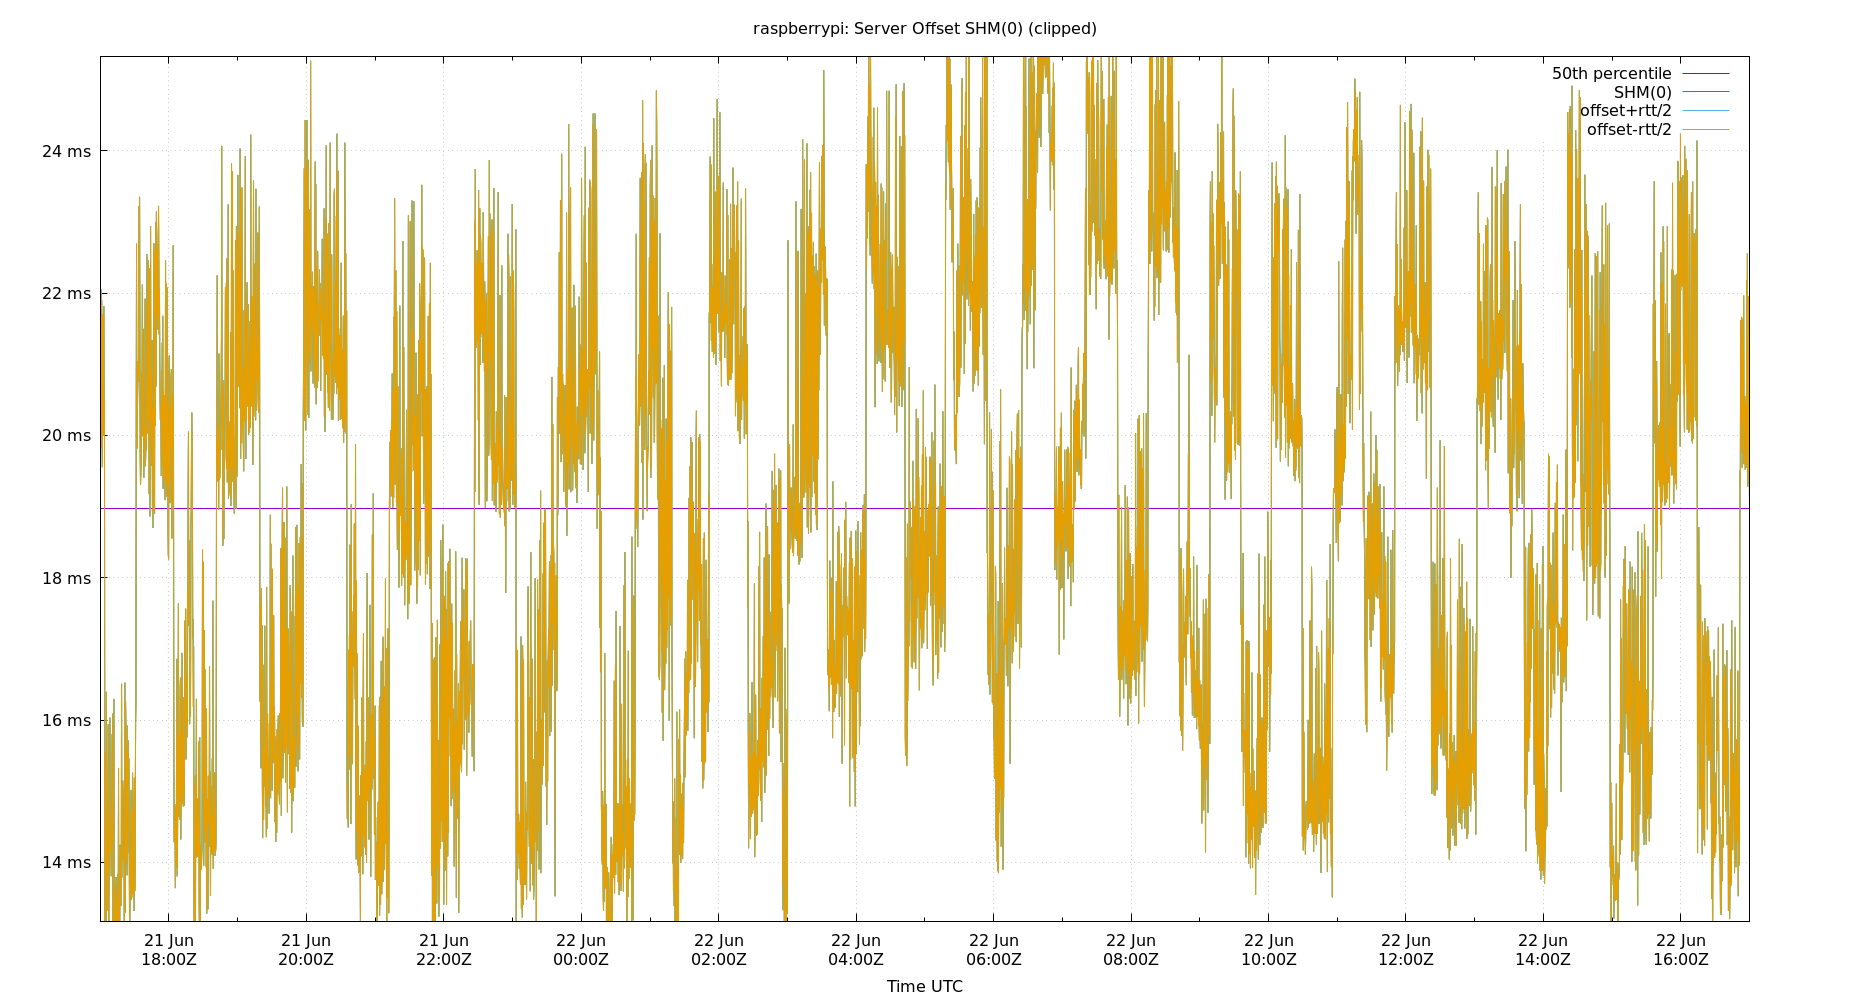 raspberrypi: Server Offset SHM(0) (clipped)
50th percentile
SHM(0)
offset+rtt/2
offset-rtt/2
24 ms
22 ms
20 ms
18 ms
16 ms
14 ms
21 Jun 21 Jun 21 Jun 22 Jun 22 Jun 22 Jun 22 Jun 22 Jun 22 Jun 22 Jun 22 Jun 22 Jun
18:00Z 20:00Z 22:00Z 00:00Z 02:00Z 04:00Z 06:00Z 08:00Z 10:00Z 12:00Z 14:00Z 16:00Z
Time UTC